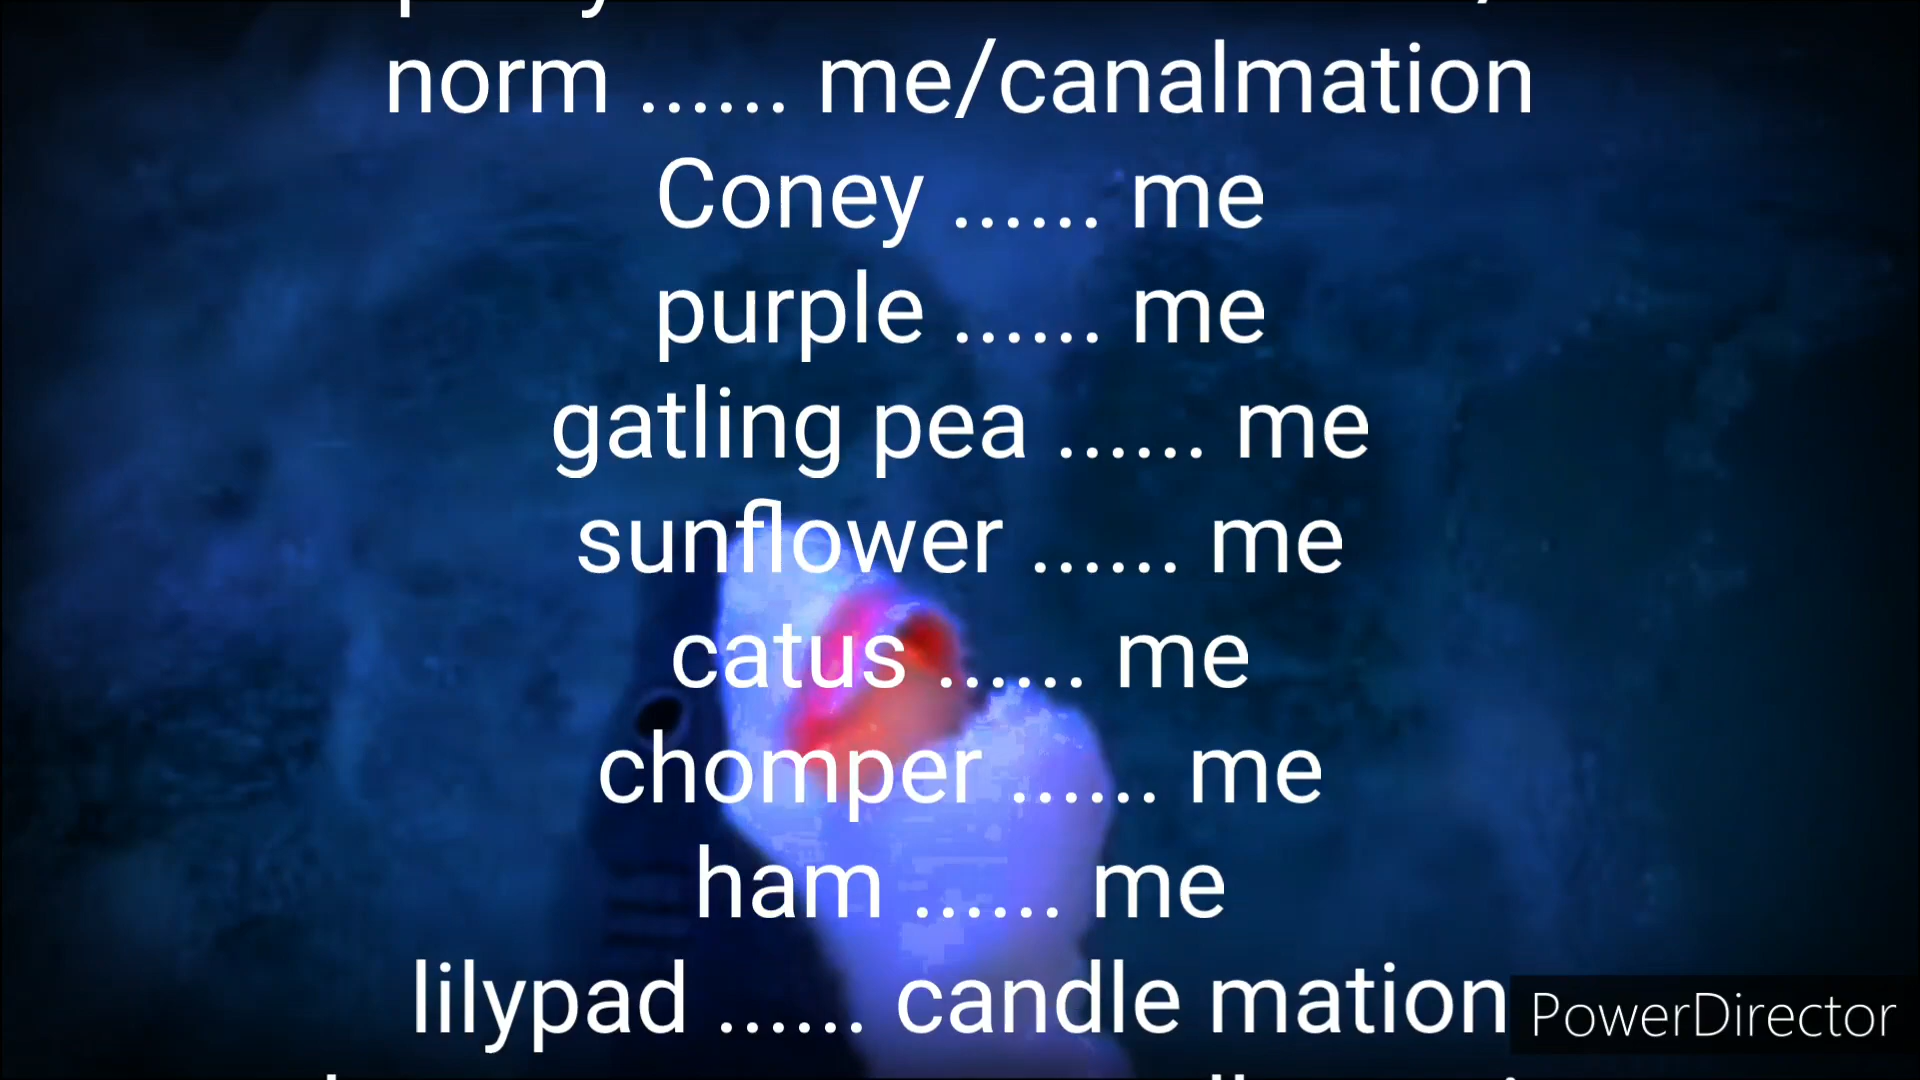 norm ...... me/canalmation
Coney ...... me
purple ...... me
gatling pea ...... me
sunflower ...... me
catus ...... me
chomper ...... me
ham ...... me
lilypad ...... candle mation
PowerDirector